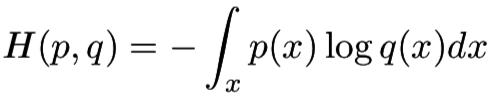 H(p, q) = − ∫ₓ p(x) log q(x)dx